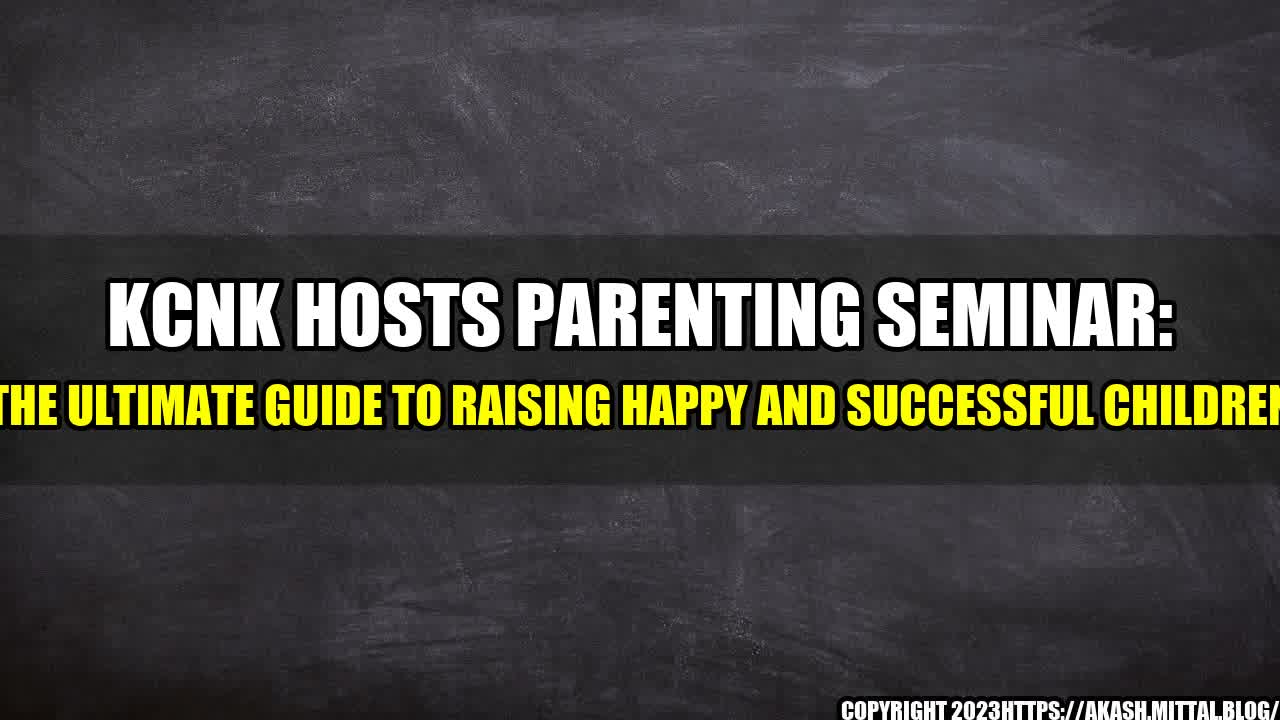 KCNK HOSTS PARENTING SEMINAR:
THE ULTIMATE GUIDE TO RAISING HAPPY AND SUCCESSFUL CHILDREN
COPYRIGHT 2023HTTPS://AKASH.MITTAL.BLOG/